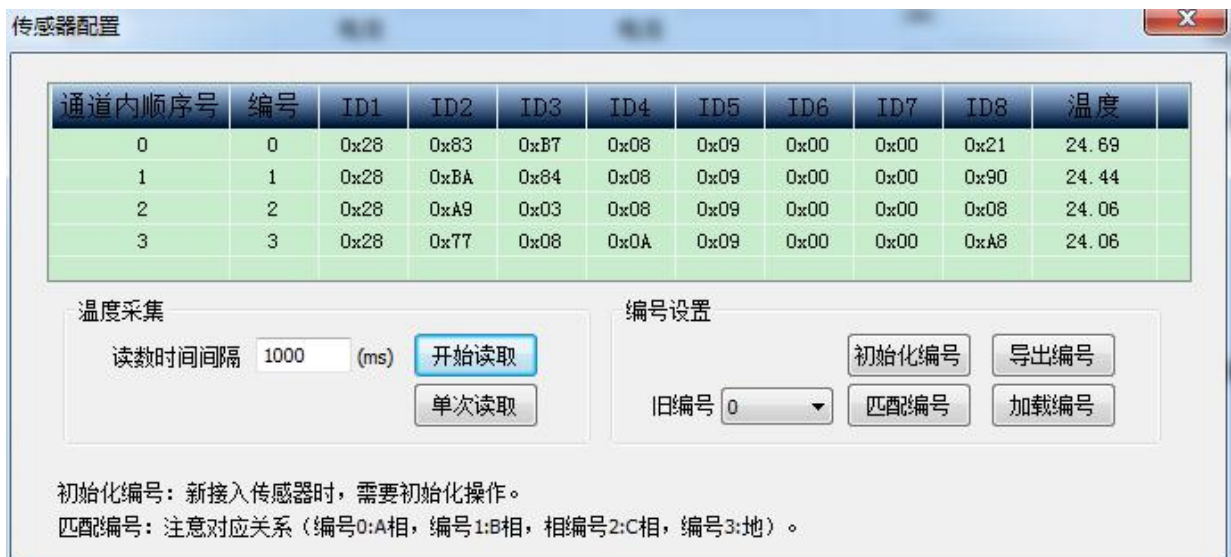 传感器配置
通道内顺序号 编号 ID1 ID2 ID3 ID4 ID5 ID6 ID7 ID8 温度
0 0 0x28 0x83 0xB7 0x08 0x09 0x00 0x00 0x21 24.69
1 1 0x28 0xBA 0x84 0x08 0x09 0x00 0x00 0x90 24.44
2 2 0x28 0xA9 0x03 0x08 0x09 0x00 0x00 0x08 24.06
3 3 0x28 0x77 0x08 0x0A 0x09 0x00 0x00 0xA8 24.06
温度采集 编号设置
读数时间间隔 1000 (ms) 开始读取 初始化编号 导出编号
单次读取 旧编号 0 匹配编号 加载编号
初始化编号：新接入传感器时，需要初始化操作。
匹配编号：注意对应关系（编号0:A相，编号1:B相，相编号2:C相，编号3:地）。